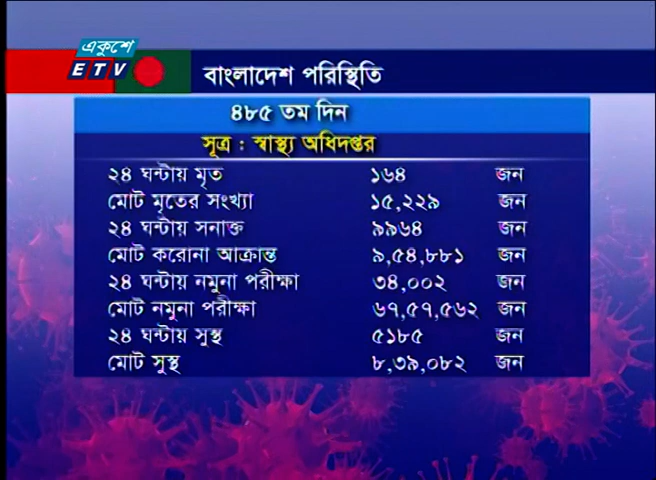 একুশে
ETV
বাংলাদেশ পরিস্থিতি
৪৮৫ তম দিন
সূত্র : স্বাস্থ্য অধিদপ্তর
২৪ ঘন্টায় মৃত ১৬৪ জন
মোট মৃতের সংখ্যা ১৫,২২৯ জন
২৪ ঘন্টায় সনাক্ত ৯৯৬৪ জন
মোট করোনা আক্রান্ত ৯,৫৪,৮৮১ জন
২৪ ঘন্টায় নমুনা পরীক্ষা ৩৪,০০২ জন
মোট নমুনা পরীক্ষা ৬৭,৫৭,৫৬২ জন
২৪ ঘন্টায় সুস্থ ৫১৮৫ জন
মোট সুস্থ ৮,৩৯,০৮২ জন